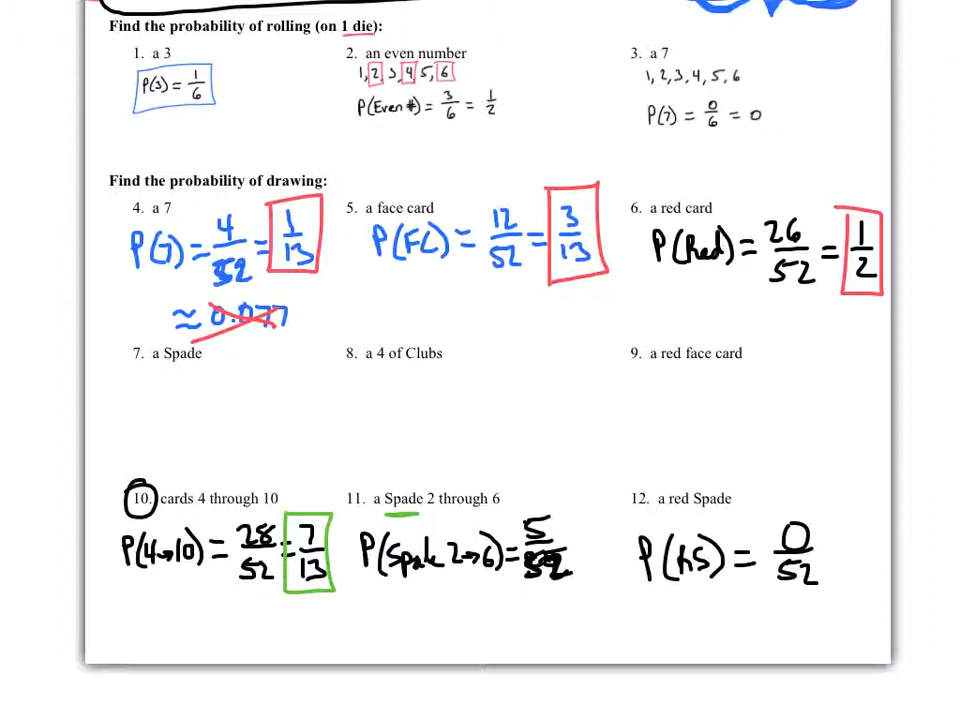 Find the probability of rolling (on 1 die):
1. a 3
2. an even number
3. a 7
P(3) = 1/6
1, 2, 3, 4, 5, 6
P(Even #) = 3/6 = 1/2
1, 2, 3, 4, 5, 6
P(7) = 0/6 = 0
Find the probability of drawing:
4. a 7
5. a face card
6. a red card
P(7) = 4/52 = 1/13
≈ 0.077
P(FC) = 12/52 = 3/13
P(Red) = 26/52 = 1/2
7. a Spade
8. a 4 of Clubs
9. a red face card
10. cards 4 through 10
11. a Spade 2 through 6
12. a red Spade
P(4→10) = 28/52 = 7/13
P(Spade 2→6) = 5/52
P(RS) = 0/52